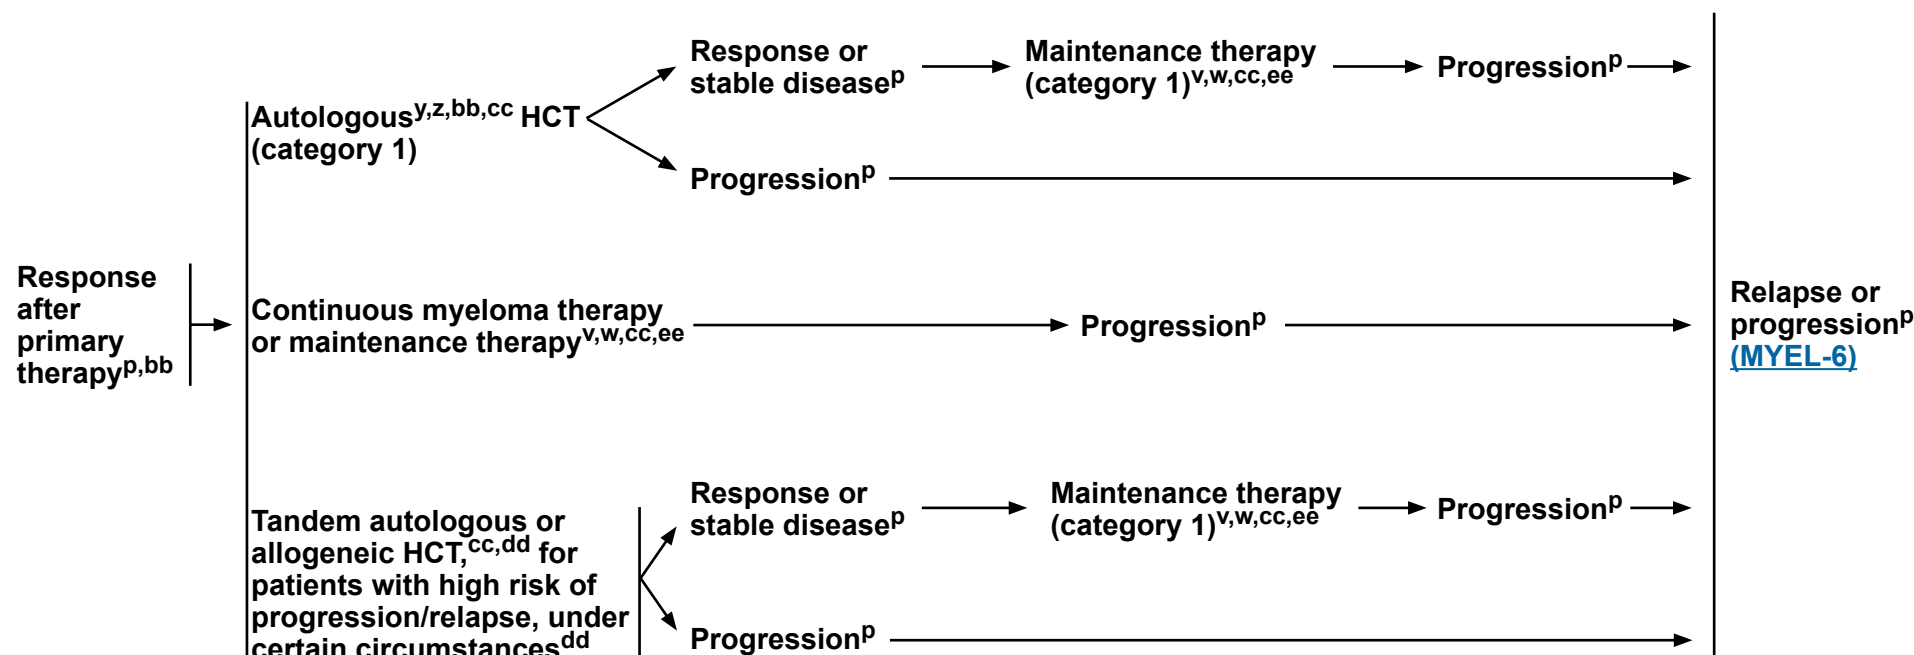 Response or
stable disease^p
Maintenance therapy
(category 1)^v,w,cc,ee
Progression^p
Autologous^y,z,bb,cc HCT
(category 1)
Progression^p
Response
after
primary
therapy^p,bb
Continuous myeloma therapy
or maintenance therapy^v,w,cc,ee
Progression^p
Relapse or
progression^p
(MYEL-6)
Response or
stable disease^p
Maintenance therapy
(category 1)^v,w,cc,ee
Progression^p
Tandem autologous or
allogeneic HCT,^cc,dd for
patients with high risk of
progression/relapse, under
certain circumstances^dd
Progression^p